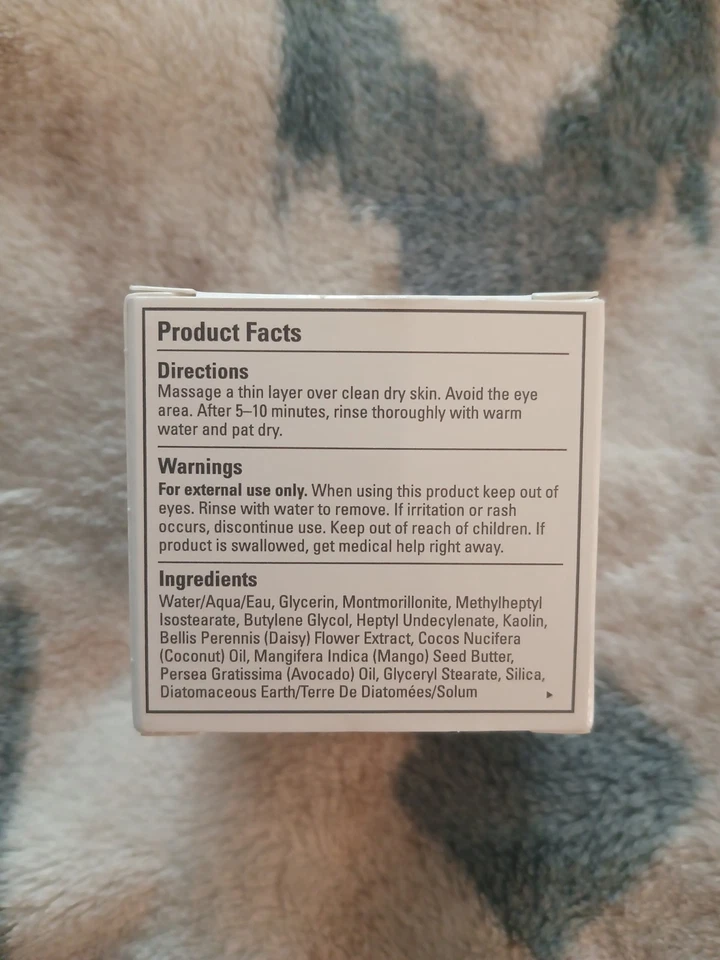 Product Facts
Directions
Massage a thin layer over clean dry skin. Avoid the eye
area. After 5–10 minutes, rinse thoroughly with warm
water and pat dry.
Warnings
For external use only. When using this product keep out of
eyes. Rinse with water to remove. If irritation or rash
occurs, discontinue use. Keep out of reach of children. If
product is swallowed, get medical help right away.
Ingredients
Water/Aqua/Eau, Glycerin, Montmorillonite, Methylheptyl
Isostearate, Butylene Glycol, Heptyl Undecylenate, Kaolin,
Bellis Perennis (Daisy) Flower Extract, Cocos Nucifera
(Coconut) Oil, Mangifera Indica (Mango) Seed Butter,
Persea Gratissima (Avocado) Oil, Glyceryl Stearate, Silica,
Diatomaceous Earth/Terre De Diatomées/Solum